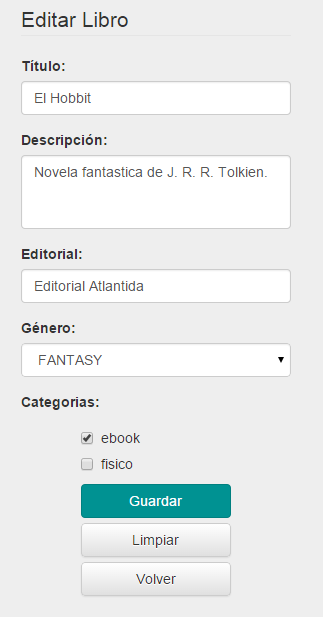 Editar Libro
Título:
El Hobbit
Descripción:
Novela fantastica de J. R. R. Tolkien.
Editorial:
Editorial Atlantida
Género:
FANTASY
Categorias:
ebook
fisico
Guardar
Limpiar
Volver